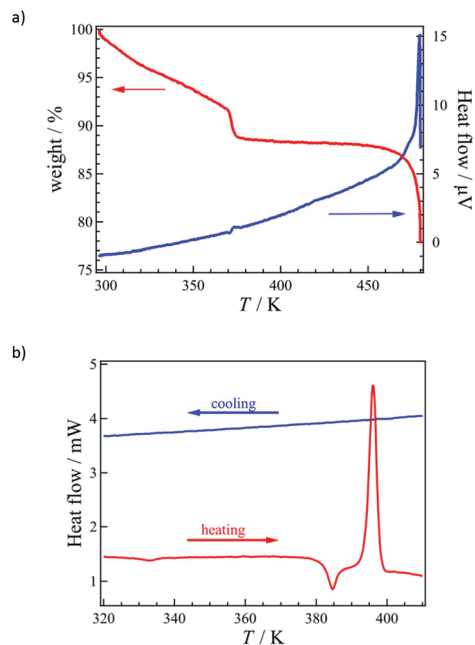 a)
100
95
90
85
80
75
weight / %
15
10
5
0
Heat flow / µV
300
350
400
450
T / K
b)
5
4
3
2
1
Heat flow / mW
cooling
heating
320
340
360
380
400
T / K